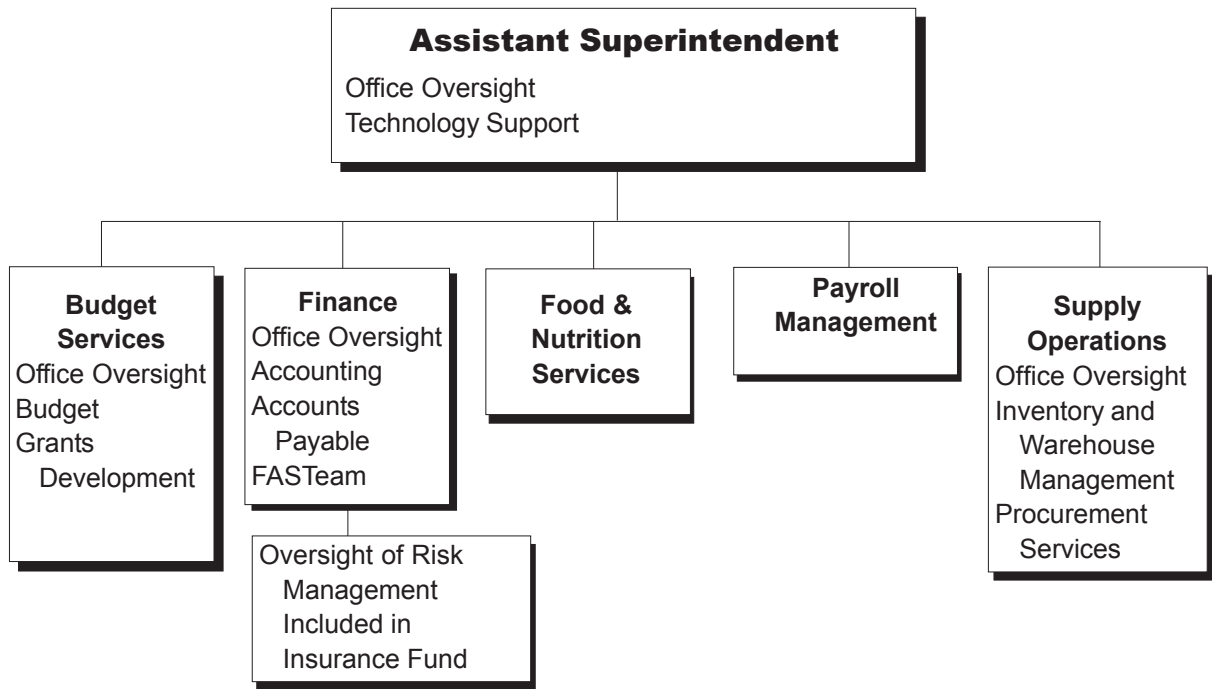 Assistant Superintendent
Office Oversight
Technology Support
Budget
Services
Office Oversight
Budget
Grants
Development
Finance
Office Oversight
Accounting
Accounts
Payable
FASTeam
Oversight of Risk
Management
Included in
Insurance Fund
Food &
Nutrition
Services
Payroll
Management
Supply
Operations
Office Oversight
Inventory and
Warehouse
Management
Procurement
Services